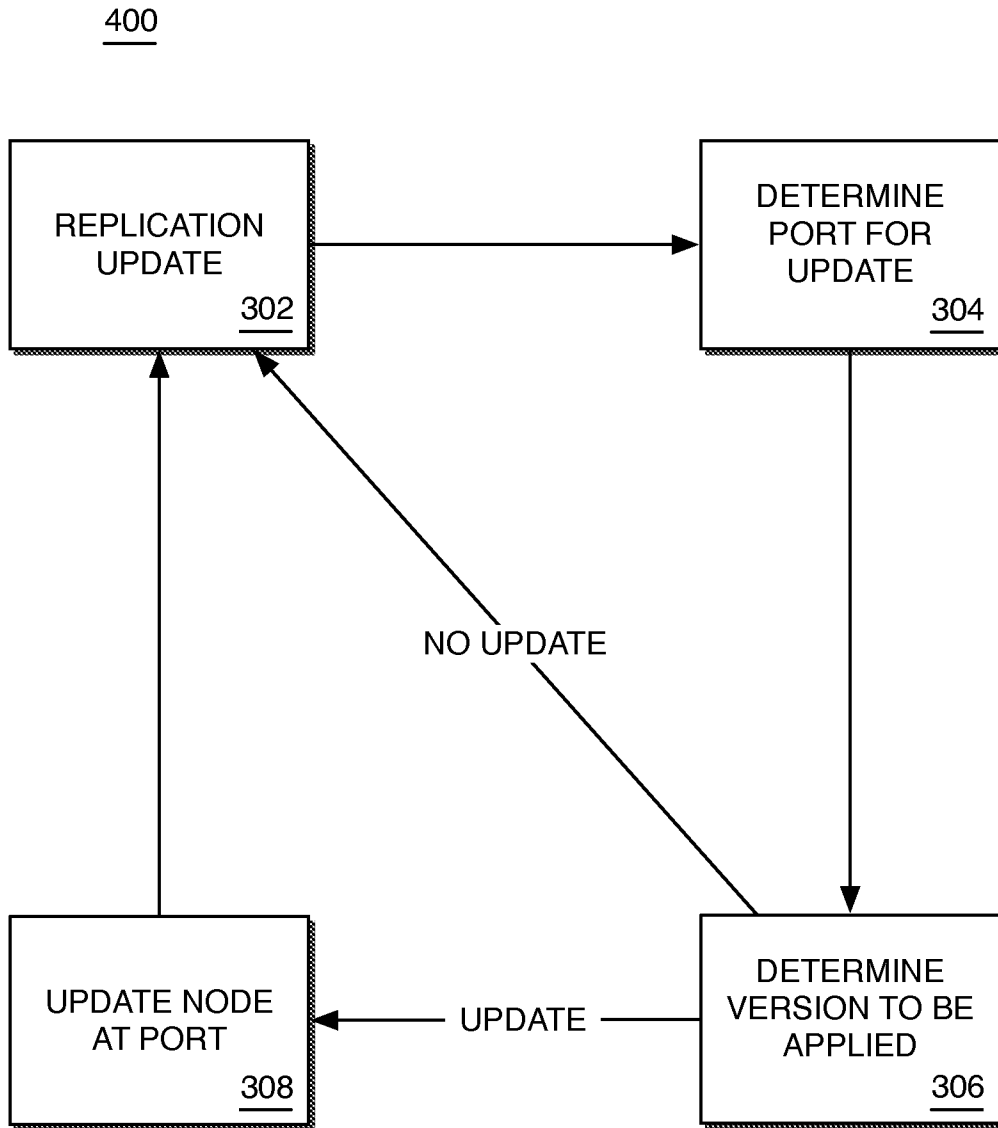 400
REPLICATION
UPDATE
302
DETERMINE
PORT FOR
UPDATE
304
NO UPDATE
UPDATE NODE
AT PORT
308
UPDATE
DETERMINE
VERSION TO BE
APPLIED
306